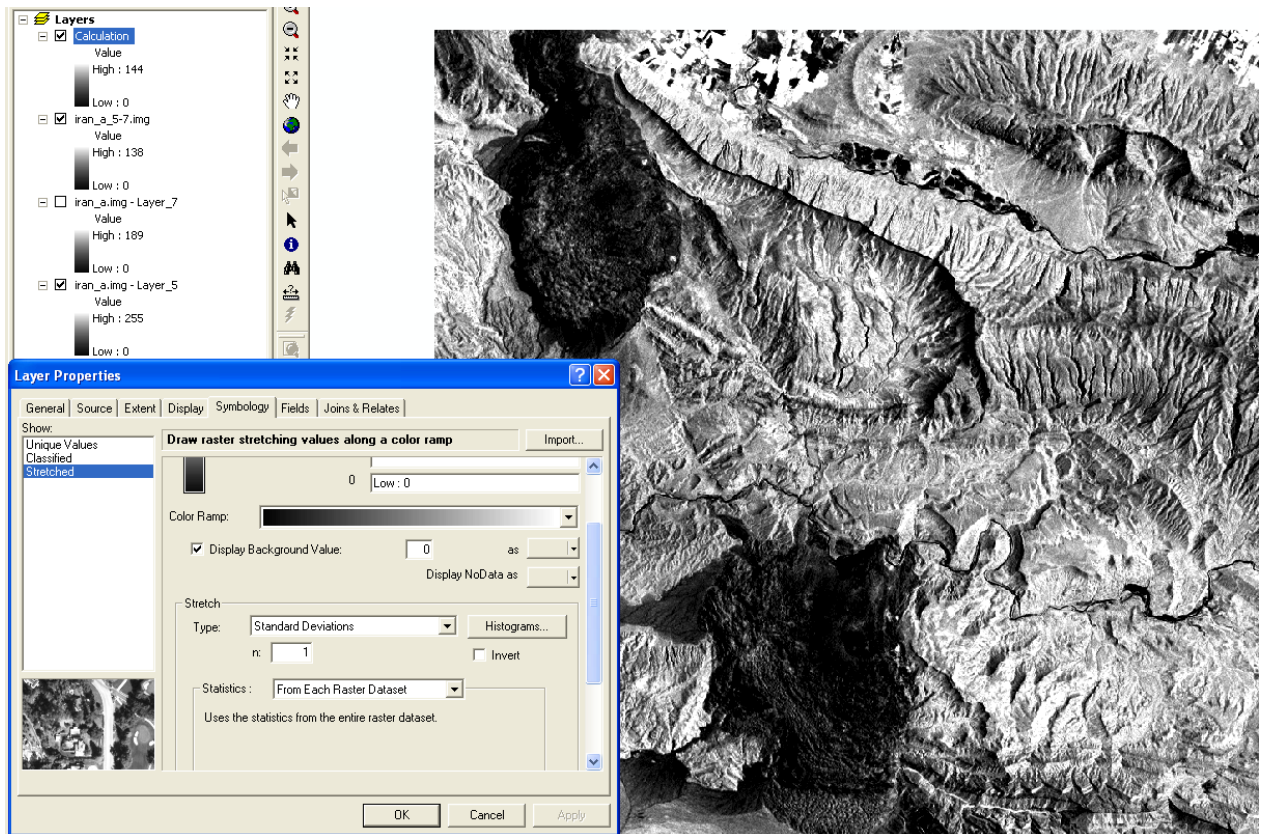 Layers
Calculation
Value
High : 144
Low : 0
iran_a_5-7.img
Value
High : 138
Low : 0
iran_a.img - Layer_7
Value
High : 189
Low : 0
iran_a.img - Layer_5
Value
High : 255
Low : 0
Layer Properties
General Source Extent Display Symbology Fields Joins & Relates
Show:
Unique Values
Classified
Stretched
Draw raster stretching values along a color ramp Import...
0 Low : 0
Color Ramp:
Display Background Value: 0 as
Display NoData as
Stretch
Type: Standard Deviations Histograms...
n: 1 Invert
Statistics : From Each Raster Dataset
Uses the statistics from the entire raster dataset.
OK Cancel Apply